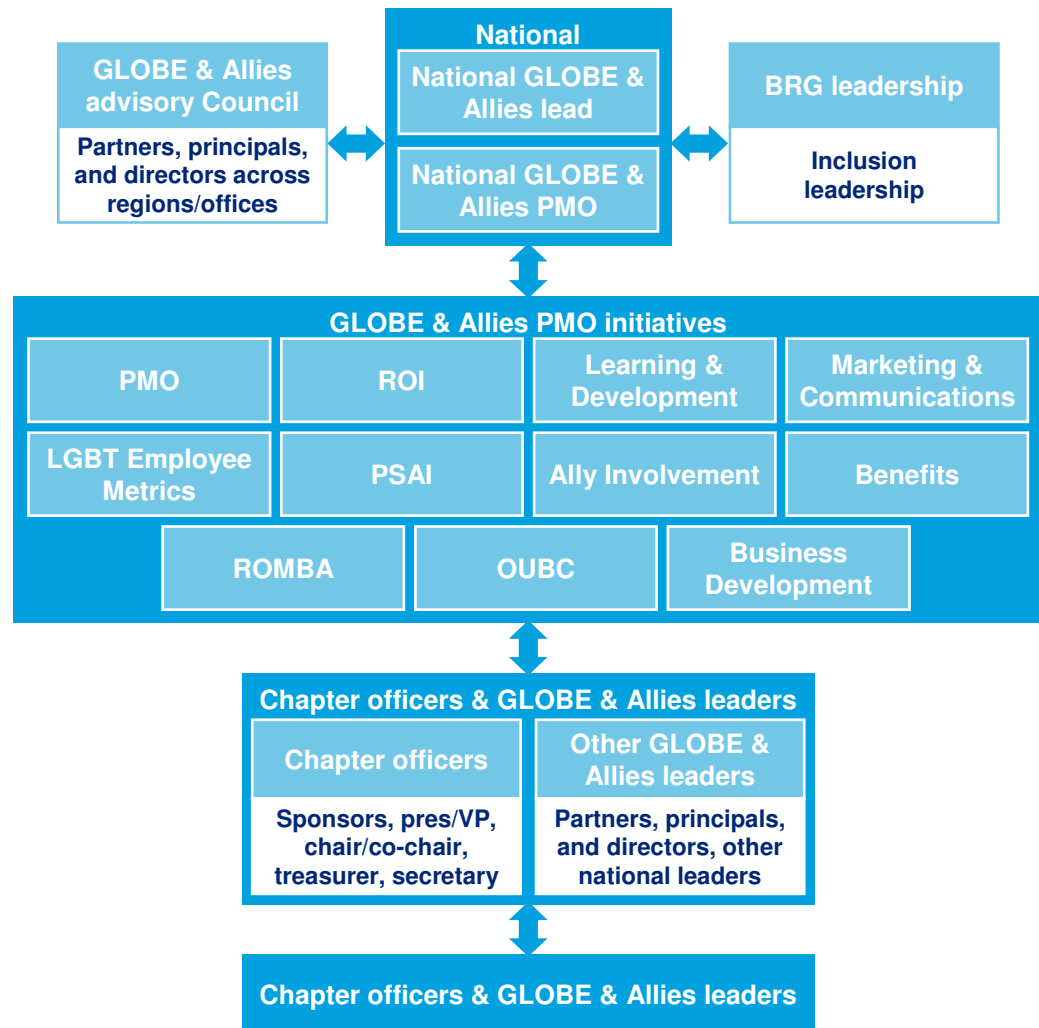 National
National GLOBE &
Allies lead
National GLOBE &
Allies PMO
GLOBE & Allies
advisory Council
Partners, principals,
and directors across
regions/offices
BRG leadership
Inclusion
leadership
GLOBE & Allies PMO initiatives
PMO
ROI
Learning &
Development
Marketing &
Communications
LGBT Employee
Metrics
PSAI
Ally Involvement
Benefits
ROMBA
OUBC
Business
Development
Chapter officers & GLOBE & Allies leaders
Chapter officers
Sponsors, pres/VP,
chair/co-chair,
treasurer, secretary
Other GLOBE &
Allies leaders
Partners, principals,
and directors, other
national leaders
Chapter officers & GLOBE & Allies leaders